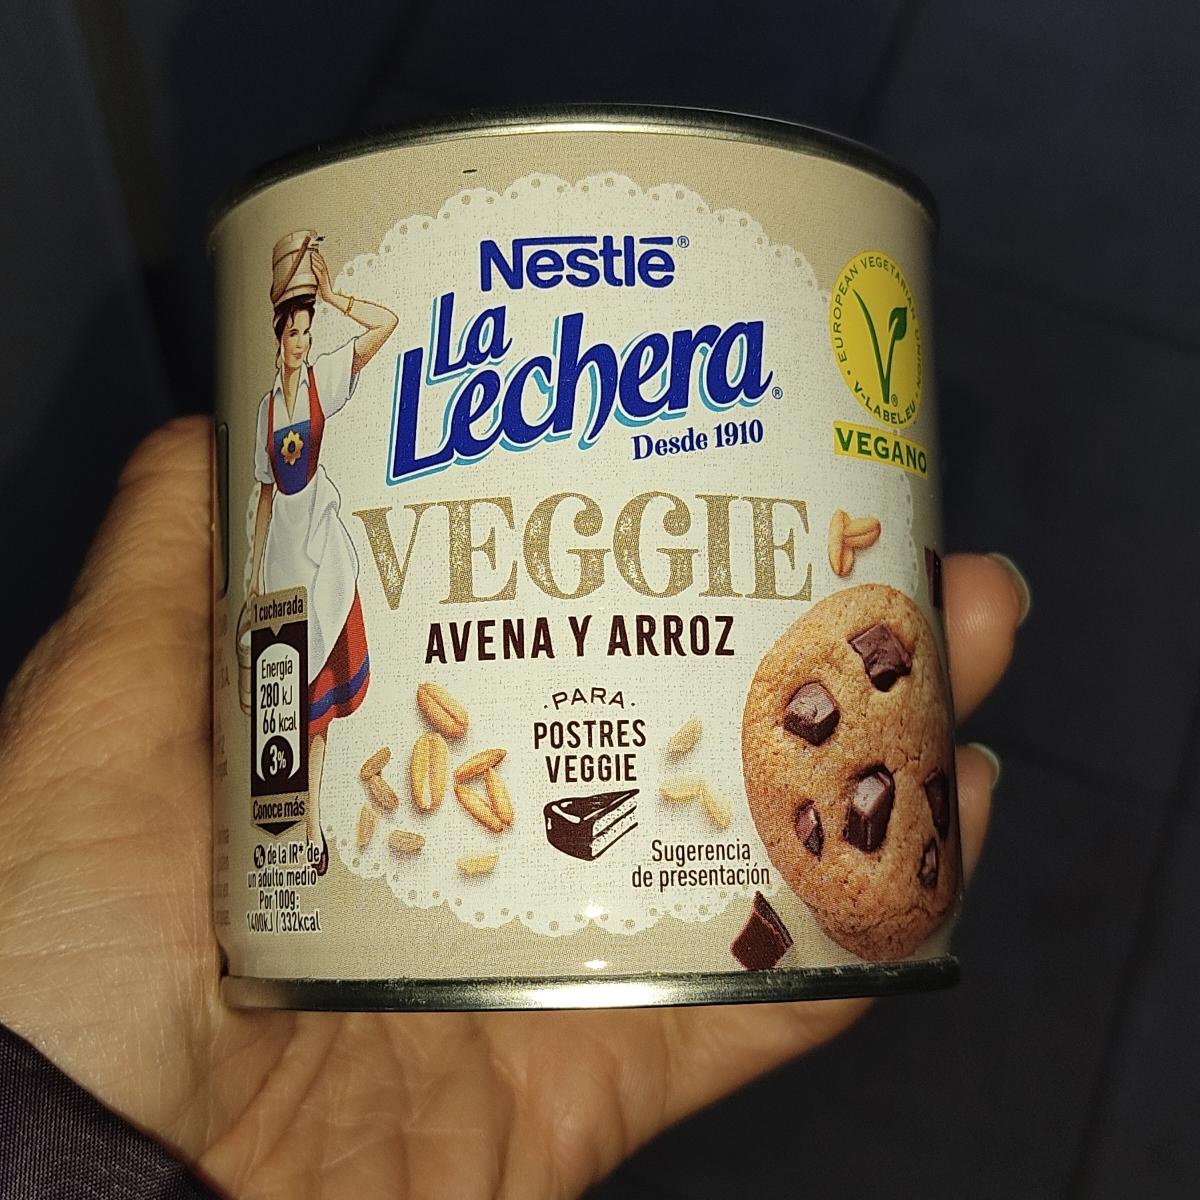 Nestlé®
La
Lechera®
Desde 1910
EUROPEAN VEGETARIAN UNION
V-LABEL.EU
VEGANO
VEGGIE
AVENA Y ARROZ
PARA
POSTRES
VEGGIE
Sugerencia
de presentación
1 cucharada
Energía
280 kJ
66 kcal
3%
Conoce más
% de la IR* de
un adulto medio
Por 100g:
1400kJ / 332kcal